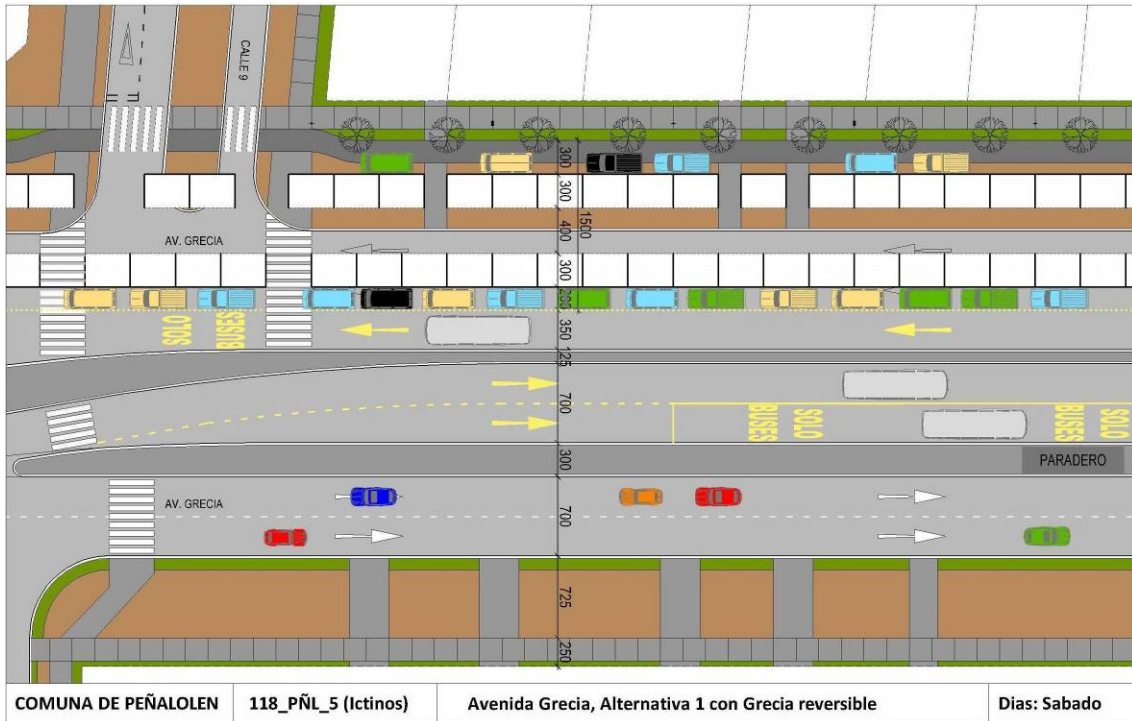 CALLE 9
300
300
1500
400
AV. GRECIA
300
200
SOLO
BUSES
350
125
700
BUSES
SOLO
BUSES
SOLO
300
PARADERO
AV. GRECIA
700
725
250
COMUNA DE PEÑALOLEN
118_PÑL_5 (Ictinos)
Avenida Grecia, Alternativa 1 con Grecia reversible
Dias: Sabado